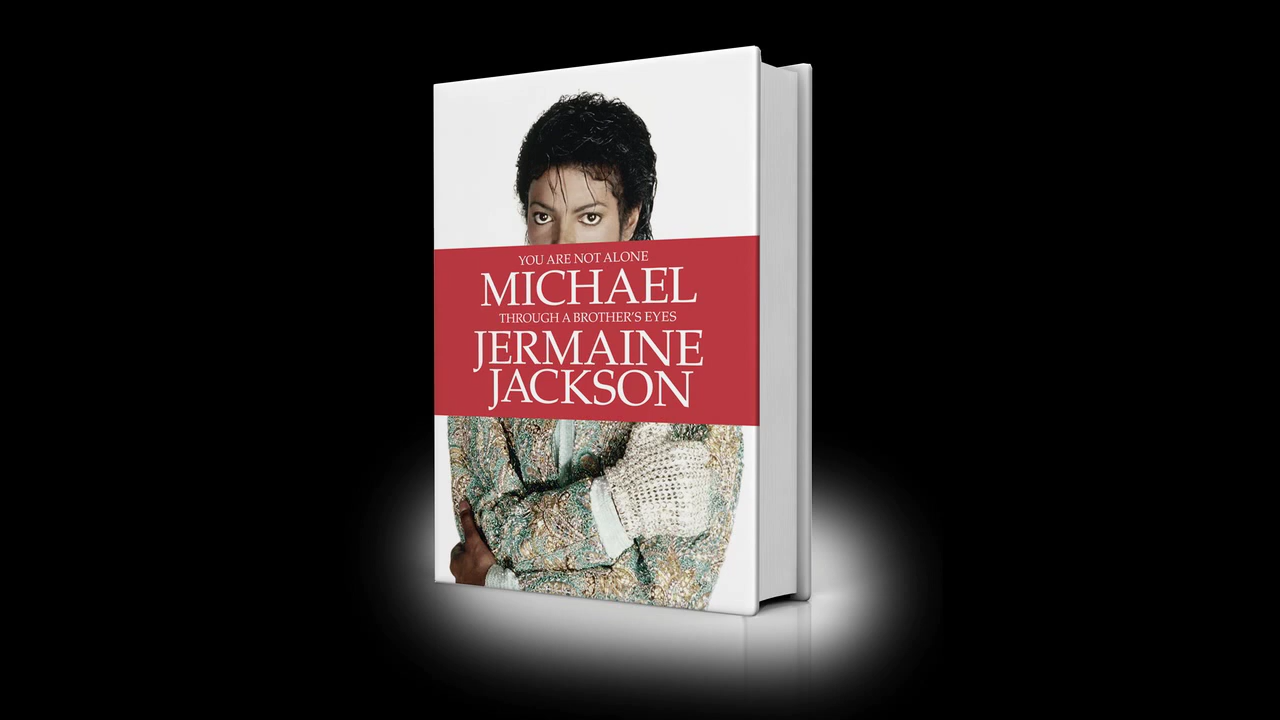 YOU ARE NOT ALONE
MICHAEL
THROUGH A BROTHER'S EYES
JERMAINE
JACKSON